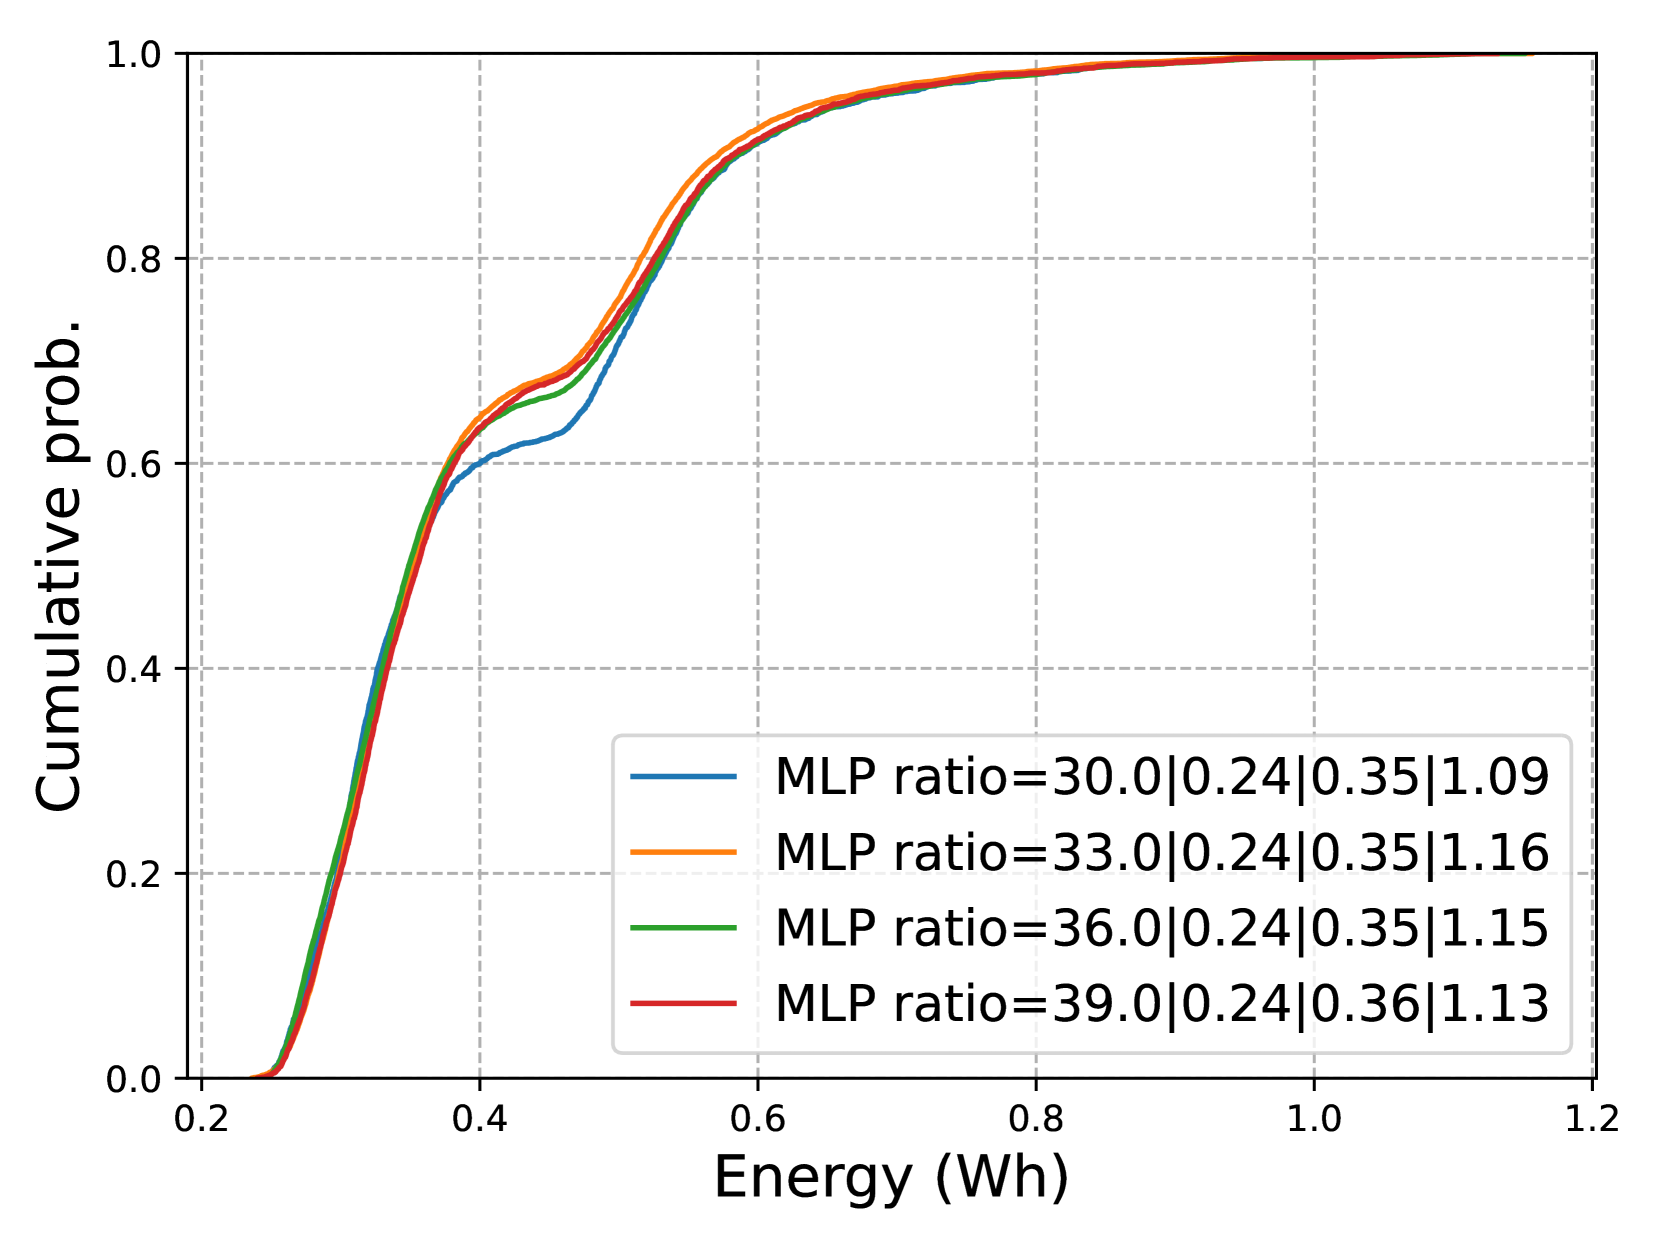 1.0
0.8
0.6
0.4
0.2
0.0
Cumulative prob.
MLP ratio=30.0|0.24|0.35|1.09
MLP ratio=33.0|0.24|0.35|1.16
MLP ratio=36.0|0.24|0.35|1.15
MLP ratio=39.0|0.24|0.36|1.13
0.2 0.4 0.6 0.8 1.0 1.2
Energy (Wh)